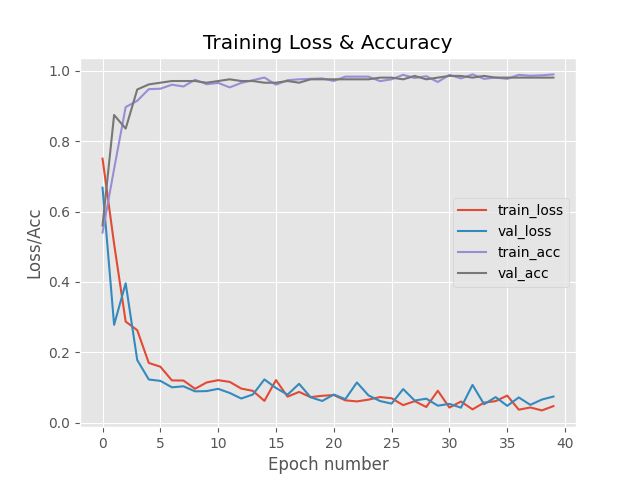 Training Loss & Accuracy
1.0
0.8
0.6
0.4
0.2
0.0
Loss/Acc
train_loss
val_loss
train_acc
val_acc
0 5 10 15 20 25 30 35 40
Epoch number